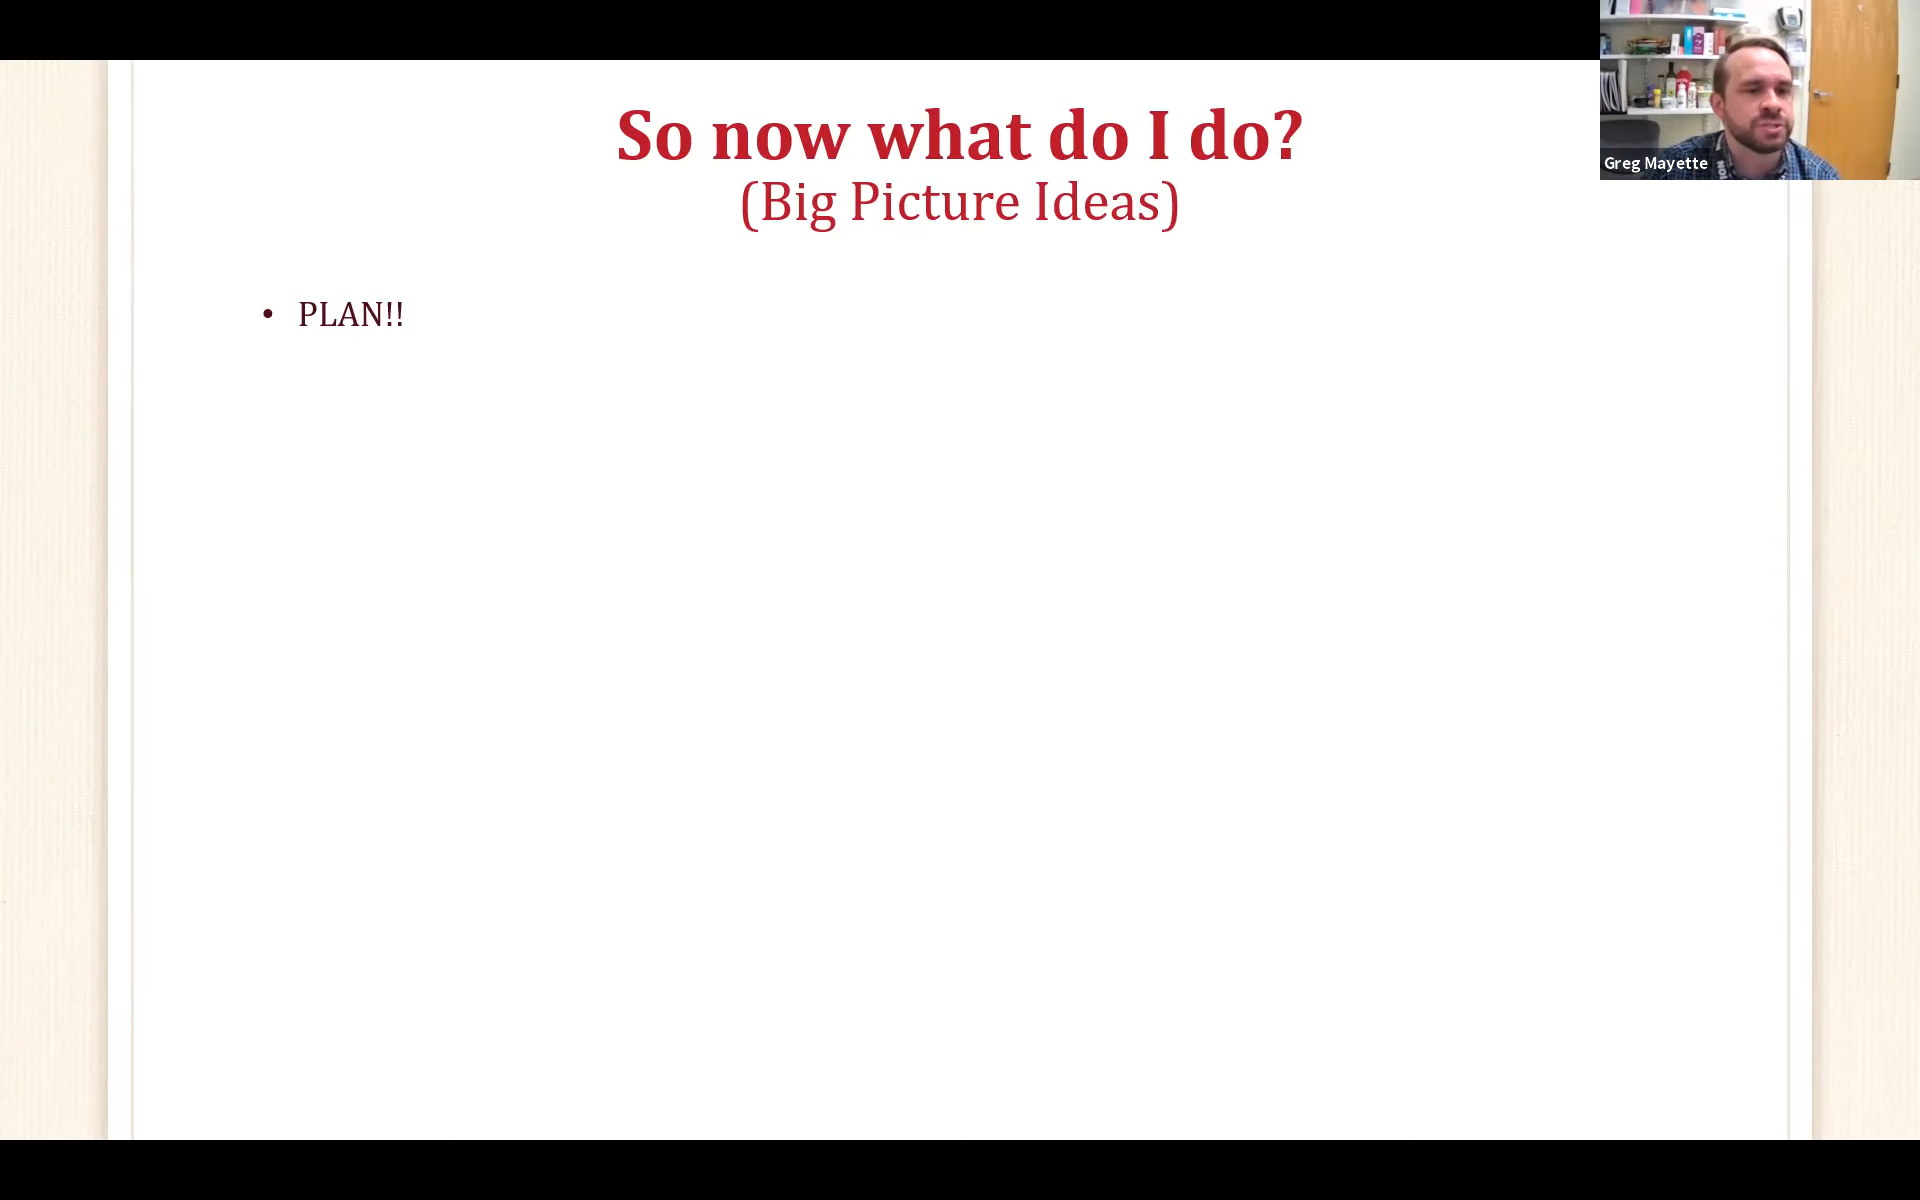 So now what do I do?
(Big Picture Ideas)
• PLAN!!
Greg Mayette